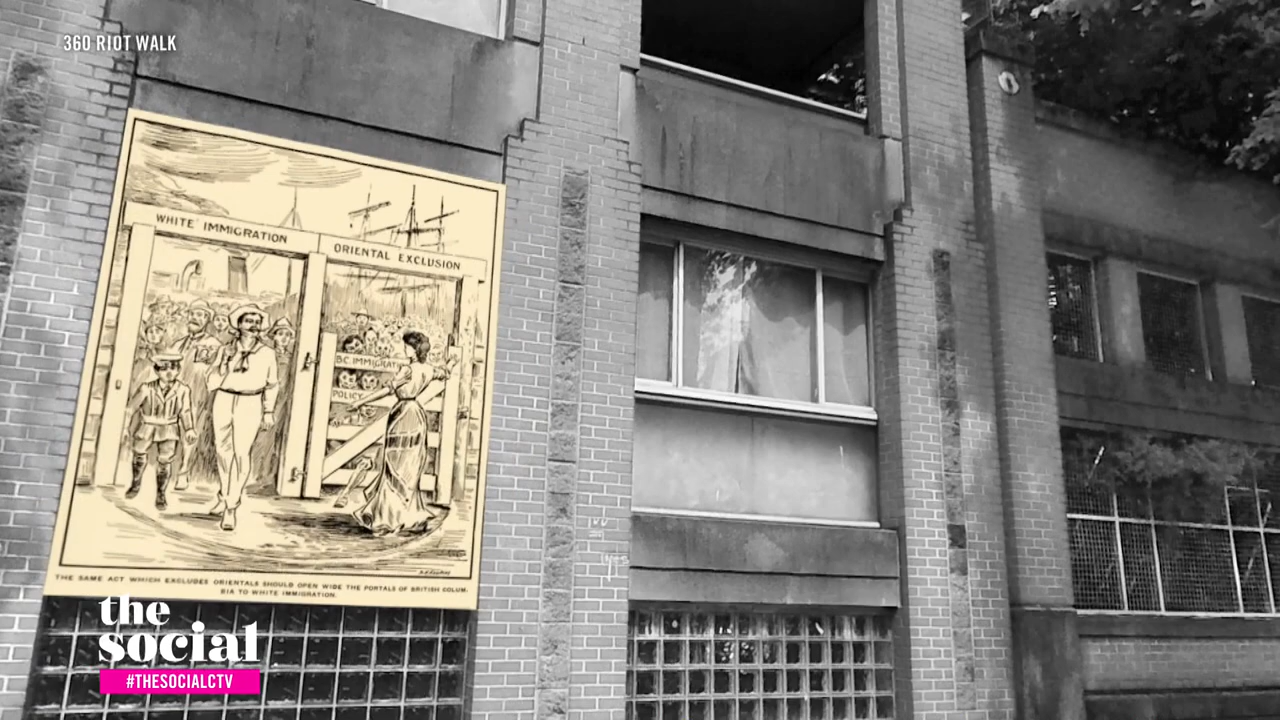 360 RIOT WALK
WHITE IMMIGRATION
ORIENTAL EXCLUSION
BC IMMIGRATION
POLICY
THE SAME ACT WHICH EXCLUDES ORIENTALS SHOULD OPEN WIDE THE PORTALS OF BRITISH COLUM-
BIA TO WHITE IMMIGRATION.
the
social
#THESOCIALCTV